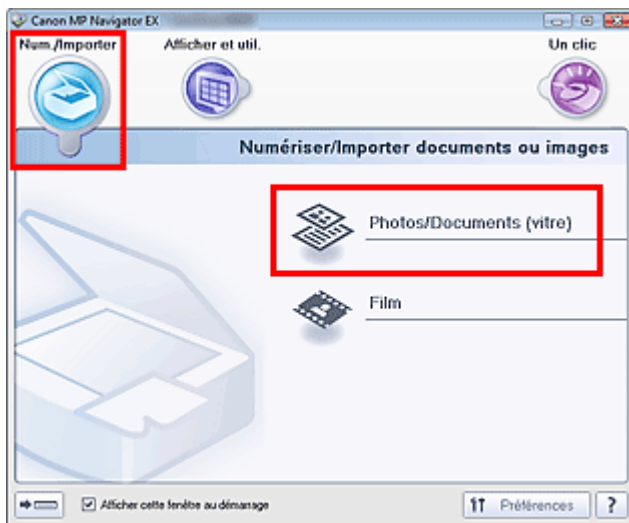 Canon MP Navigator EX
Num./Importer
Afficher et util.
Un clic
Numériser/Importer documents ou images
Photos/Documents (vitre)
Film
Afficher cette fenêtre au démarrage
Préférences
?